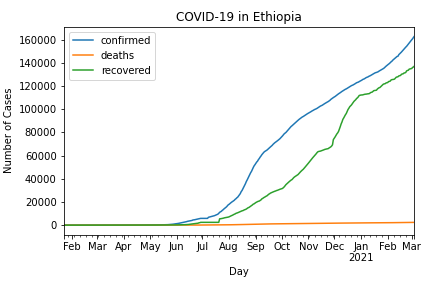 COVID-19 in Ethiopia
confirmed
deaths
recovered
160000
140000
120000
100000
80000
60000
40000
20000
0
Number of Cases
Feb Mar Apr May Jun Jul Aug Sep Oct Nov Dec Jan Feb Mar
2021
Day